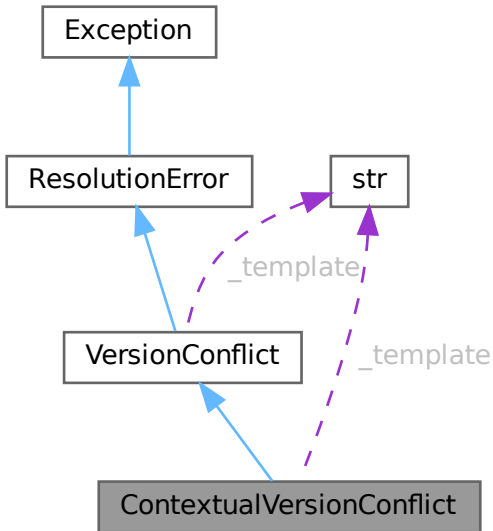 Exception
ResolutionError
str
_template
VersionConflict
_template
ContextualVersionConflict